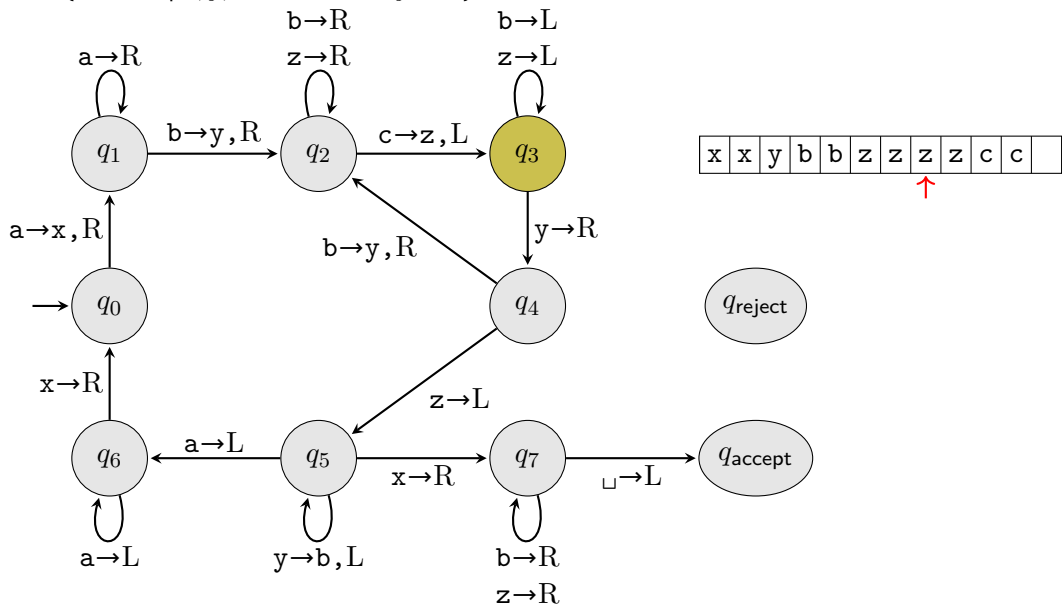 b→R
b→L
a→R
z→R
z→L
q1
b→y,R
q2
c→z,L
q3
x x y b b z z z z c c
↑
a→x,R
b→y,R
y→R
q0
q4
qreject
x→R
z→L
q6
a→L
q5
x→R
q7
␣→L
qaccept
a→L
y→b,L
b→R
z→R